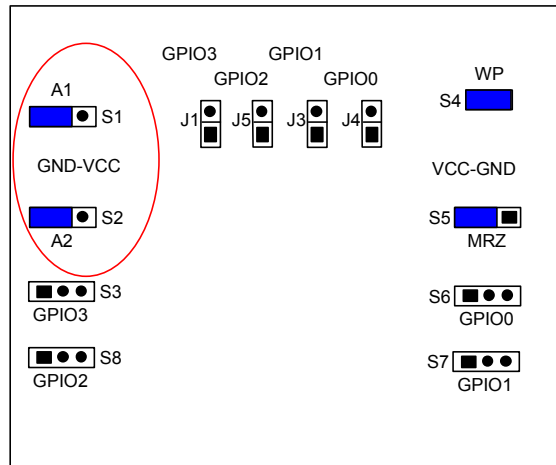 GPIO3 GPIO1
A1 GPIO2 GPIO0 WP
S1 J1 J5 J3 J4 S4
GND-VCC VCC-GND
S2 S5
A2 MRZ
S3 S6
GPIO3 GPIO0
S8 S7
GPIO2 GPIO1